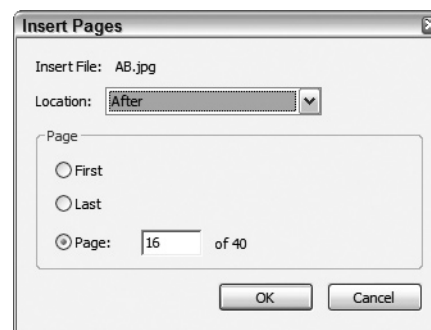 Insert Pages
Insert File: AB.jpg
Location: After
Page
First
Last
Page: 16 of 40
OK Cancel